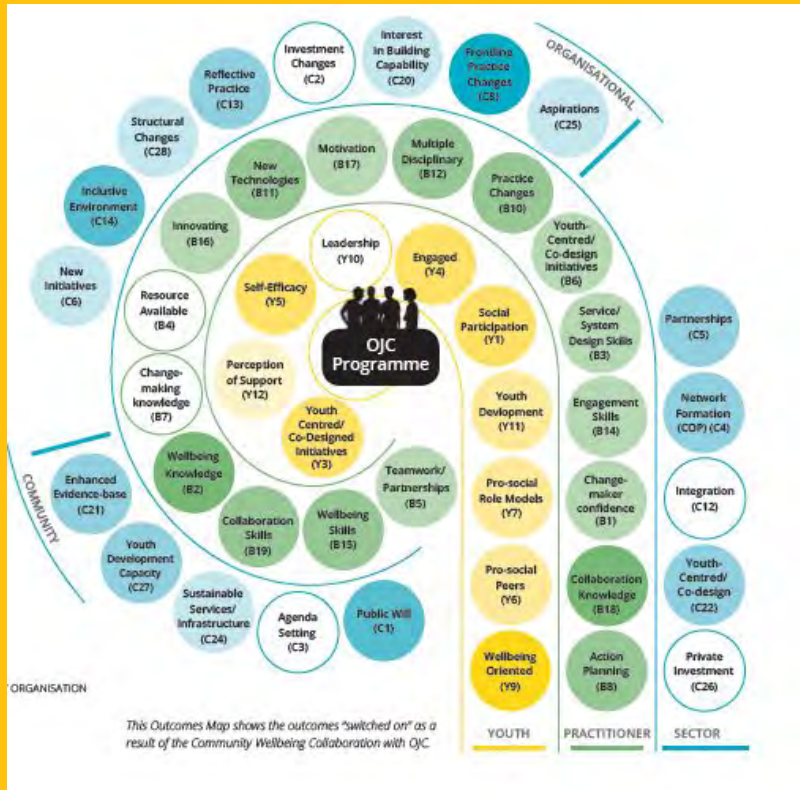 Investment
Changes
(C2)
Interest
in Building
Capability
(C20)
Frontline
Practice
Changes
(C8)
ORGANISATIONAL
Reflective
Practice
(C13)
Aspirations
(C25)
Structural
Changes
(C28)
Inclusive
Environment
(C14)
New
Initiatives
(C6)
New
Technologies
(B11)
Motivation
(B17)
Multiple
Disciplinary
(B12)
Practice
Changes
(B10)
Innovating
(B16)
Youth-
Centred/
Co-design
Initiatives
(B6)
Resource
Available
(B4)
Change-
making
knowledge
(B7)
Leadership
(Y10)
Engaged
(Y4)
Self-Efficacy
(Y5)
Social
Participation
(Y1)
OJC
Programme
Perception
of Support
(Y12)
Youth
Centred/
Co-Designed
Initiatives
(Y3)
Service/
System
Design Skills
(B3)
Partnerships
(C5)
Youth
Devlopment
(Y11)
Engagement
Skills
(B14)
Network
Formation
(COP) (C4)
Wellbeing
Knowledge
(B2)
Collaboration
Skills
(B19)
Wellbeing
Skills
(B15)
Teamwork/
Partnerships
(B5)
Pro-social
Role Models
(Y7)
Change-
maker
confidence
(B1)
Integration
(C12)
COMMUNITY
Enhanced
Evidence-base
(C21)
Youth
Development
Capacity
(C27)
Sustainable
Services/
Infrastructure
(C24)
Agenda
Setting
(C3)
Public Will
(C1)
Pro-social
Peers
(Y6)
Collaboration
Knowledge
(B18)
Youth-
Centred/
Co-design
(C22)
Wellbeing
Oriented
(Y9)
Action
Planning
(B8)
Private
Investment
(C26)
ORGANISATION
This Outcomes Map shows the outcomes "switched on" as a
result of the Community Wellbeing Collaboration with OJC.
YOUTH
PRACTITIONER
SECTOR